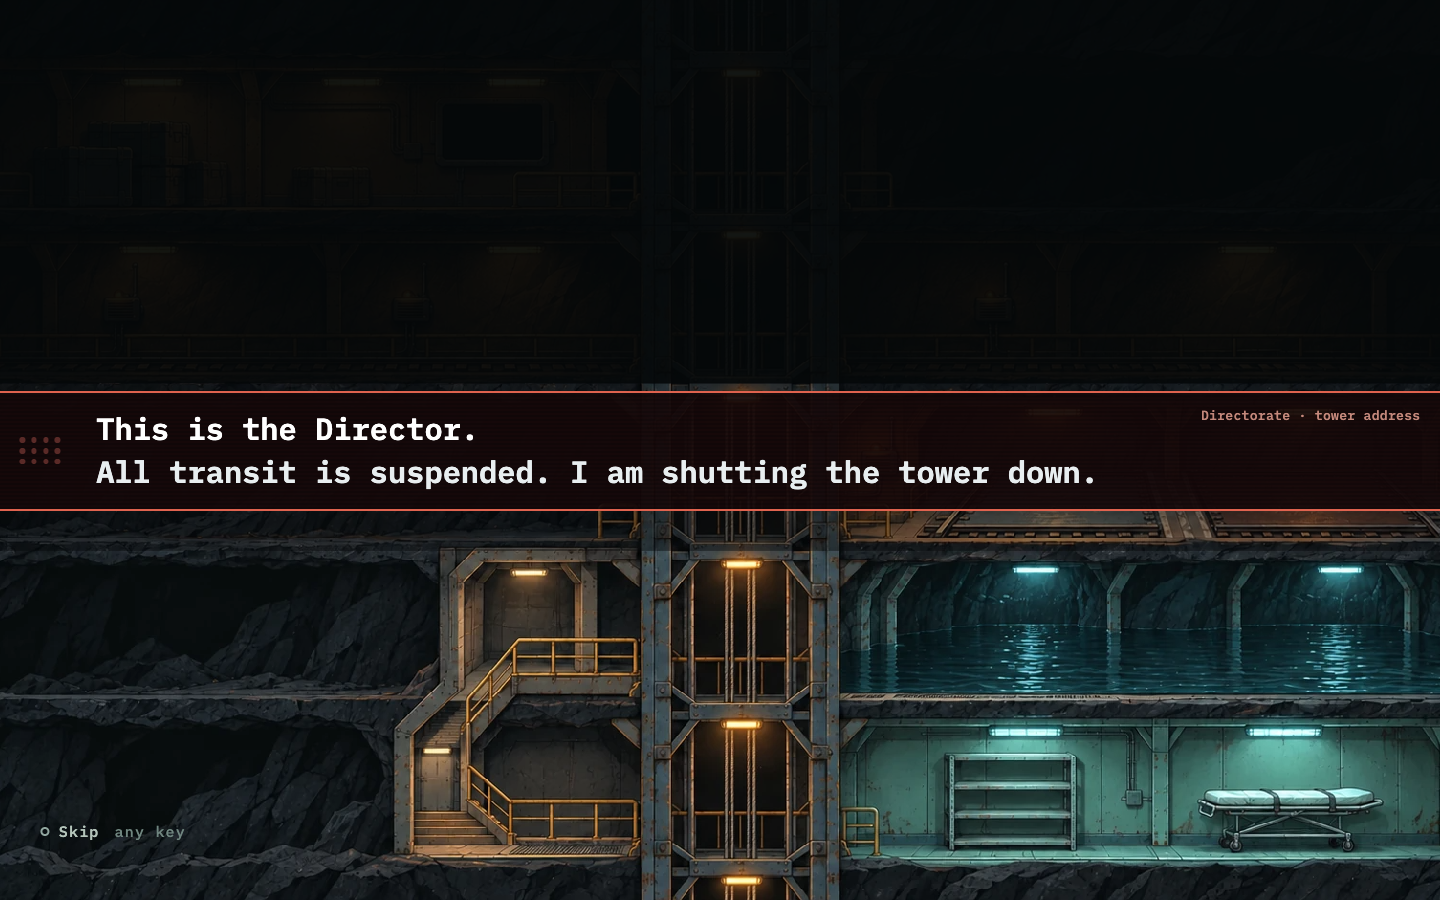 This is the Director.
Directorate · tower address
All transit is suspended. I am shutting the tower down.
Skip any key